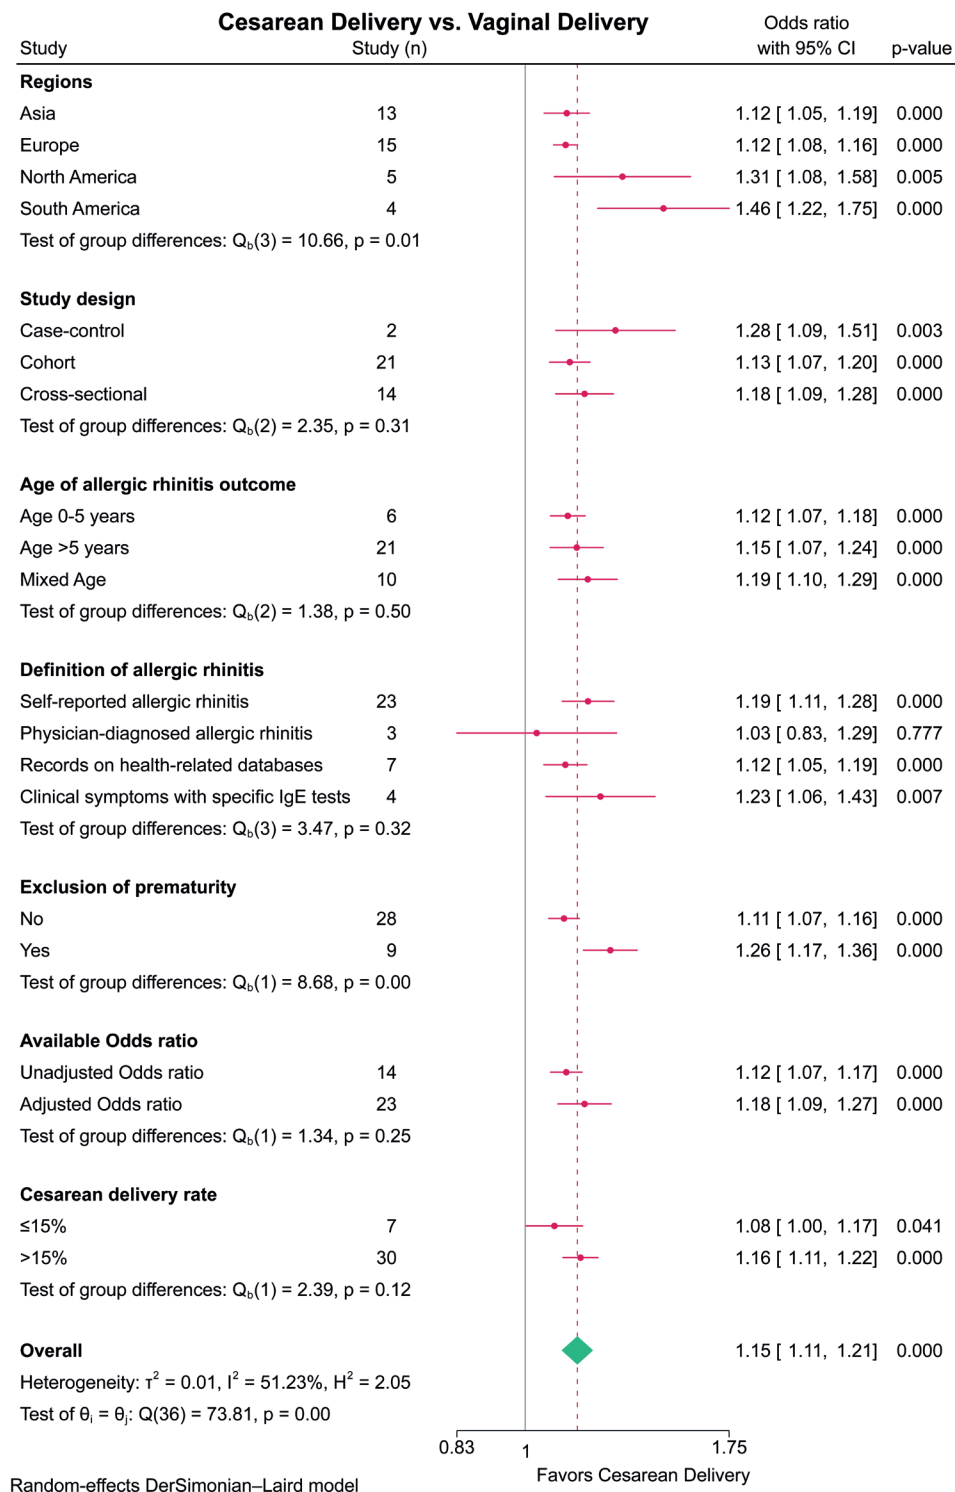 Cesarean Delivery vs. Vaginal Delivery
Study Study (n) Odds ratio with 95% CI p-value
Regions
Asia 13 1.12 [ 1.05, 1.19] 0.000
Europe 15 1.12 [ 1.08, 1.16] 0.000
North America 5 1.31 [ 1.08, 1.58] 0.005
South America 4 1.46 [ 1.22, 1.75] 0.000
Test of group differences: Q_b(3) = 10.66, p = 0.01
Study design
Case-control 2 1.28 [ 1.09, 1.51] 0.003
Cohort 21 1.13 [ 1.07, 1.20] 0.000
Cross-sectional 14 1.18 [ 1.09, 1.28] 0.000
Test of group differences: Q_b(2) = 2.35, p = 0.31
Age of allergic rhinitis outcome
Age 0-5 years 6 1.12 [ 1.07, 1.18] 0.000
Age >5 years 21 1.15 [ 1.07, 1.24] 0.000
Mixed Age 10 1.19 [ 1.10, 1.29] 0.000
Test of group differences: Q_b(2) = 1.38, p = 0.50
Definition of allergic rhinitis
Self-reported allergic rhinitis 23 1.19 [ 1.11, 1.28] 0.000
Physician-diagnosed allergic rhinitis 3 1.03 [ 0.83, 1.29] 0.777
Records on health-related databases 7 1.12 [ 1.05, 1.19] 0.000
Clinical symptoms with specific IgE tests 4 1.23 [ 1.06, 1.43] 0.007
Test of group differences: Q_b(3) = 3.47, p = 0.32
Exclusion of prematurity
No 28 1.11 [ 1.07, 1.16] 0.000
Yes 9 1.26 [ 1.17, 1.36] 0.000
Test of group differences: Q_b(1) = 8.68, p = 0.00
Available Odds ratio
Unadjusted Odds ratio 14 1.12 [ 1.07, 1.17] 0.000
Adjusted Odds ratio 23 1.18 [ 1.09, 1.27] 0.000
Test of group differences: Q_b(1) = 1.34, p = 0.25
Cesarean delivery rate
≤15% 7 1.08 [ 1.00, 1.17] 0.041
>15% 30 1.16 [ 1.11, 1.22] 0.000
Test of group differences: Q_b(1) = 2.39, p = 0.12
Overall 1.15 [ 1.11, 1.21] 0.000
Heterogeneity: τ² = 0.01, I² = 51.23%, H² = 2.05
Test of θᵢ = θⱼ: Q(36) = 73.81, p = 0.00
0.83 1 1.75
Favors Cesarean Delivery
Random-effects DerSimonian–Laird model